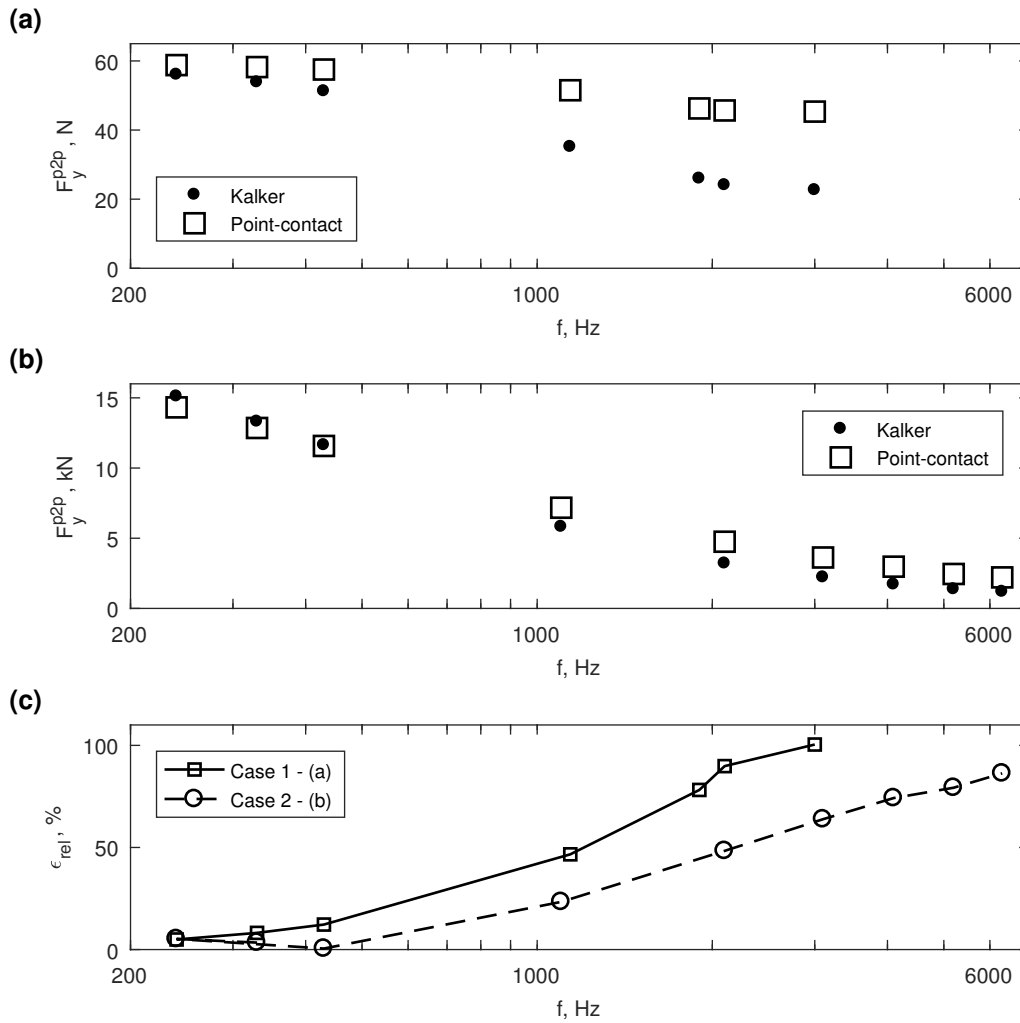 (a)
60
40
20
0
F_y^{p2p}, N
Kalker
Point-contact
200
1000
6000
f, Hz
(b)
15
10
5
0
F_y^{p2p}, kN
Kalker
Point-contact
200
1000
6000
f, Hz
(c)
100
50
0
ϵ_{rel}, %
Case 1 - (a)
Case 2 - (b)
200
1000
6000
f, Hz